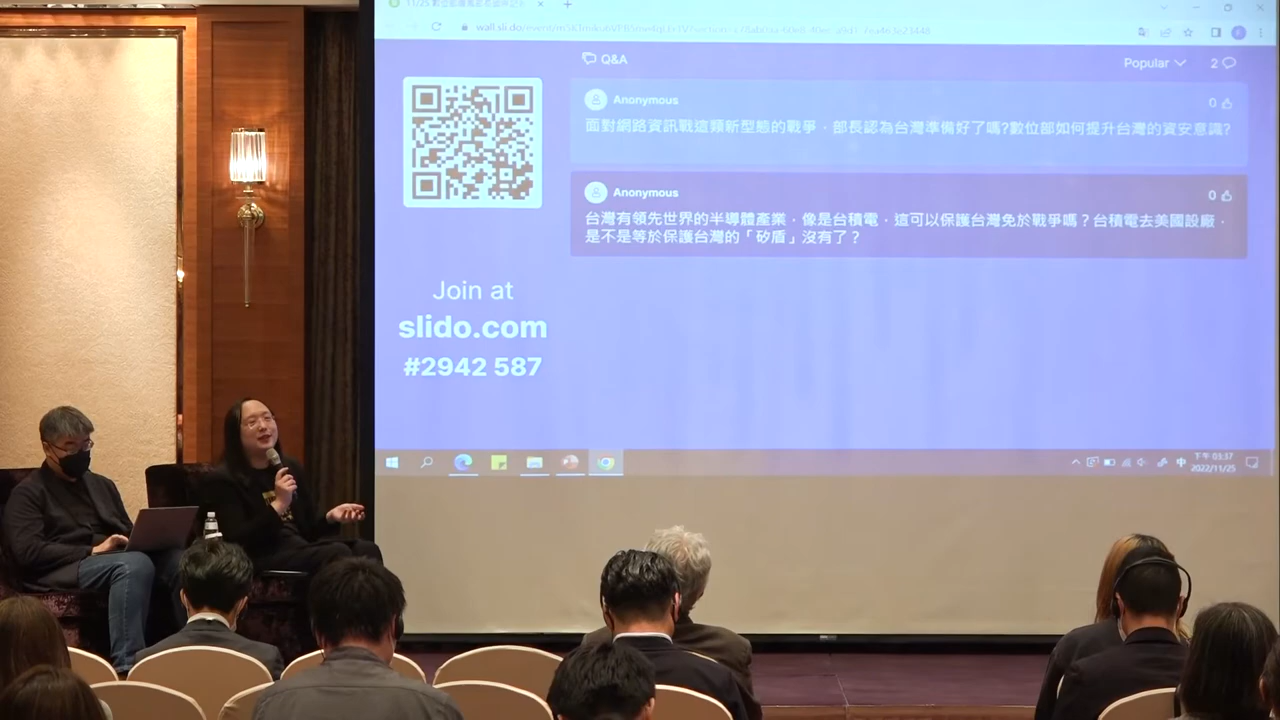 Q&A
Popular
2
Anonymous
0
面對網路資訊戰這類新型態的戰爭，部長認為台灣準備好了嗎?數位部如何提升台灣的資安意識?
Anonymous
0
台灣有領先世界的半導體產業，像是台積電，這可以保護台灣免於戰爭嗎？台積電去美國設廠，
是不是等於保護台灣的「矽盾」沒有了？
Join at
slido.com
#2942 587
中
下午 03:37
2022/11/25